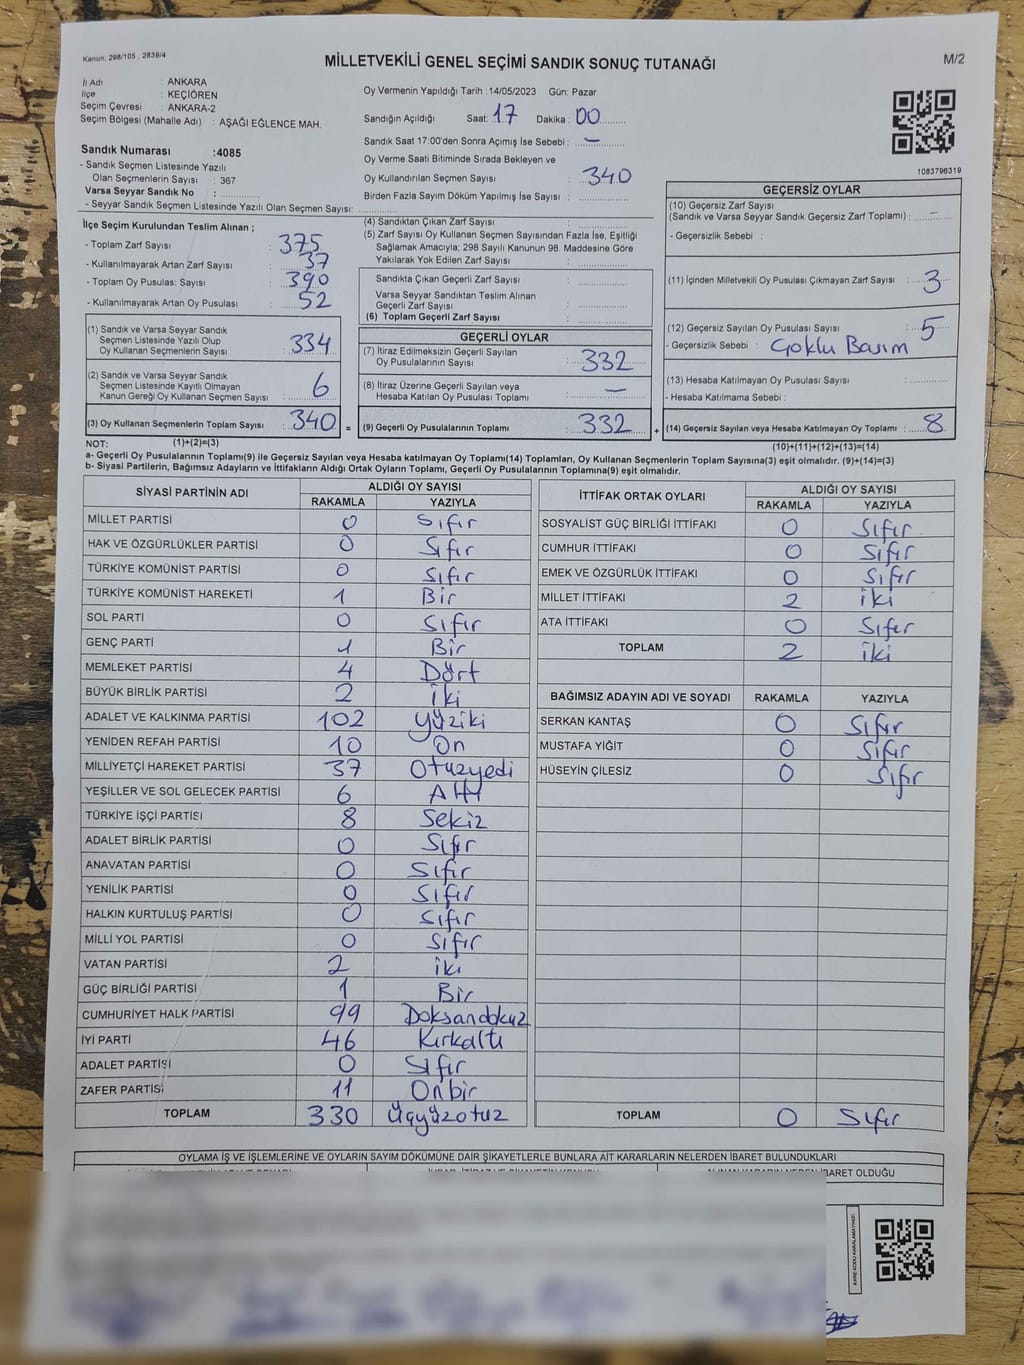 Kanun: 298/105 , 2839/4
MİLLETVEKİLİ GENEL SEÇİMİ SANDIK SONUÇ TUTANAĞI
M/2
İl Adı : ANKARA
İlçe : KEÇİÖREN
Seçim Çevresi : ANKARA-2
Seçim Bölgesi (Mahalle Adı) : AŞAĞI EĞLENCE MAH.
Sandık Numarası :4085
- Sandık Seçmen Listesinde Yazılı
Olan Seçmenlerin Sayısı : 367
Varsa Seyyar Sandık No :
- Seyyar Sandık Seçmen Listesinde Yazılı Olan Seçmen Sayısı:
Oy Vermenin Yapıldığı Tarih :14/05/2023 Gün: Pazar
Sandığın Açıldığı Saat: 17 Dakika : 00
Sandık Saat 17:00'den Sonra Açımış İse Sebebi : —
Oy Verme Saati Bitiminde Sırada Bekleyen ve
Oy Kullandırılan Seçmen Sayısı : 340
Birden Fazla Sayım Döküm Yapılmış İse Sayısı :
1083796319
İlçe Seçim Kurulundan Teslim Alınan ;
- Toplam Zarf Sayısı : 375
- Kullanılmayarak Artan Zarf Sayısı : 37
- Toplam Oy Pusulası Sayısı : 390
- Kullanılmayarak Artan Oy Pusulası : 52
(1) Sandık ve Varsa Seyyar Sandık
Seçmen Listesinde Yazılı Olup
Oy Kullanan Seçmenlerin Sayısı : 334
(2) Sandık ve Varsa Seyyar Sandık
Seçmen Listesinde Kayıtlı Olmayan
Kanun Gereği Oy Kullanan Seçmen Sayısı : 6
(3) Oy Kullanan Seçmenlerin Toplam Sayısı : 340 =
(4) Sandıktan Çıkan Zarf Sayısı :
(5) Zarf Sayısı Oy Kullanan Seçmen Sayısından Fazla İse, Eşitliği
Sağlamak Amacıyla; 298 Sayılı Kanunun 98. Maddesine Göre
Yakılarak Yok Edilen Zarf Sayısı :
Sandıkta Çıkan Geçerli Zarf Sayısı :
Varsa Seyyar Sandıktan Teslim Alınan
Geçerli Zarf Sayısı :
(6) Toplam Geçerli Zarf Sayısı :
GEÇERLİ OYLAR
(7) İtiraz Edilmeksizin Geçerli Sayılan
Oy Pusulalarının Sayısı : 332
(8) İtiraz Üzerine Geçerli Sayılan veya
Hesaba Katılan Oy Pusulası Toplamı : —
(9) Geçerli Oy Pusulalarının Toplamı : 332 +
GEÇERSİZ OYLAR
(10) Geçersiz Zarf Sayısı
(Sandık ve Varsa Seyyar Sandık Geçersiz Zarf Toplamı) : -
- Geçersizlik Sebebi :
(11) İçinden Milletvekili Oy Pusulası Çıkmayan Zarf Sayısı : 3
(12) Geçersiz Sayılan Oy Pusulası Sayısı : 5
- Geçersizlik Sebebi : Çoklu Basım
(13) Hesaba Katılmayan Oy Pusulası Sayısı :
- Hesaba Katılmama Sebebi :
(14) Geçersiz Sayılan veya Hesaba Katılmayan Oy Toplamı : 8
NOT: (1)+(2)=(3)
(10)+(11)+(12)+(13)=(14)
a- Geçerli Oy Pusulalarının Toplamı(9) ile Geçersiz Sayılan veya Hesaba katılmayan Oy Toplamı(14) Toplamları, Oy Kullanan Seçmenlerin Toplam Sayısına(3) eşit olmalıdır. (9)+(14)=(3)
b- Siyasi Partilerin, Bağımsız Adayların ve İttifakların Aldığı Ortak Oyların Toplamı, Geçerli Oy Pusulalarının Toplamına(9) eşit olmalıdır.
SİYASİ PARTİNİN ADI ALDIĞI OY SAYISI
RAKAMLA YAZIYLA
MİLLET PARTİSİ 0 Sıfır
HAK VE ÖZGÜRLÜKLER PARTİSİ 0 Sıfır
TÜRKİYE KOMÜNİST PARTİSİ 0 Sıfır
TÜRKİYE KOMÜNİST HAREKETİ 1 Bir
SOL PARTİ 0 Sıfır
GENÇ PARTİ 1 Bir
MEMLEKET PARTİSİ 4 Dört
BÜYÜK BİRLİK PARTİSİ 2 İki
ADALET VE KALKINMA PARTİSİ 102 Yüziki
YENİDEN REFAH PARTİSİ 10 On
MİLLİYETÇİ HAREKET PARTİSİ 37 Otuzyedi
YEŞİLLER VE SOL GELECEK PARTİSİ 6 Altı
TÜRKİYE İŞÇİ PARTİSİ 8 Sekiz
ADALET BİRLİK PARTİSİ 0 Sıfır
ANAVATAN PARTİSİ 0 Sıfır
YENİLİK PARTİSİ 0 Sıfır
HALKIN KURTULUŞ PARTİSİ 0 Sıfır
MİLLİ YOL PARTİSİ 0 Sıfır
VATAN PARTİSİ 2 iki
GÜÇ BİRLİĞİ PARTİSİ 1 Bir
CUMHURİYET HALK PARTİSİ 99 Doksandokuz
İYİ PARTİ 46 Kırkaltı
ADALET PARTİSİ 0 Sıfır
ZAFER PARTİSİ 11 Onbir
TOPLAM 330 Üçyüzotuz
İTTİFAK ORTAK OYLARI ALDIĞI OY SAYISI
RAKAMLA YAZIYLA
SOSYALİST GÜÇ BİRLİĞİ İTTİFAKI 0 Sıfır
CUMHUR İTTİFAKI 0 Sıfır
EMEK VE ÖZGÜRLÜK İTTİFAKI 0 Sıfır
MİLLET İTTİFAKI 2 iki
ATA İTTİFAKI 0 Sıfır
TOPLAM 2 iki
BAĞIMSIZ ADAYIN ADI VE SOYADI RAKAMLA YAZIYLA
SERKAN KANTAŞ 0 Sıfır
MUSTAFA YİĞİT 0 Sıfır
HÜSEYİN ÇİLESİZ 0 Sıfır
TOPLAM 0 Sıfır
OYLAMA İŞ VE İŞLEMLERİNE VE OYLARIN SAYIM DÖKÜMÜNE DAİR ŞİKAYETLERLE BUNLARA AİT KARARLARIN NELERDEN İBARET BULUNDUKLARI
ALINAN KARARIN NEDEN İBARET OLDUĞU
KARE KODU KARALAMAYINIZ!